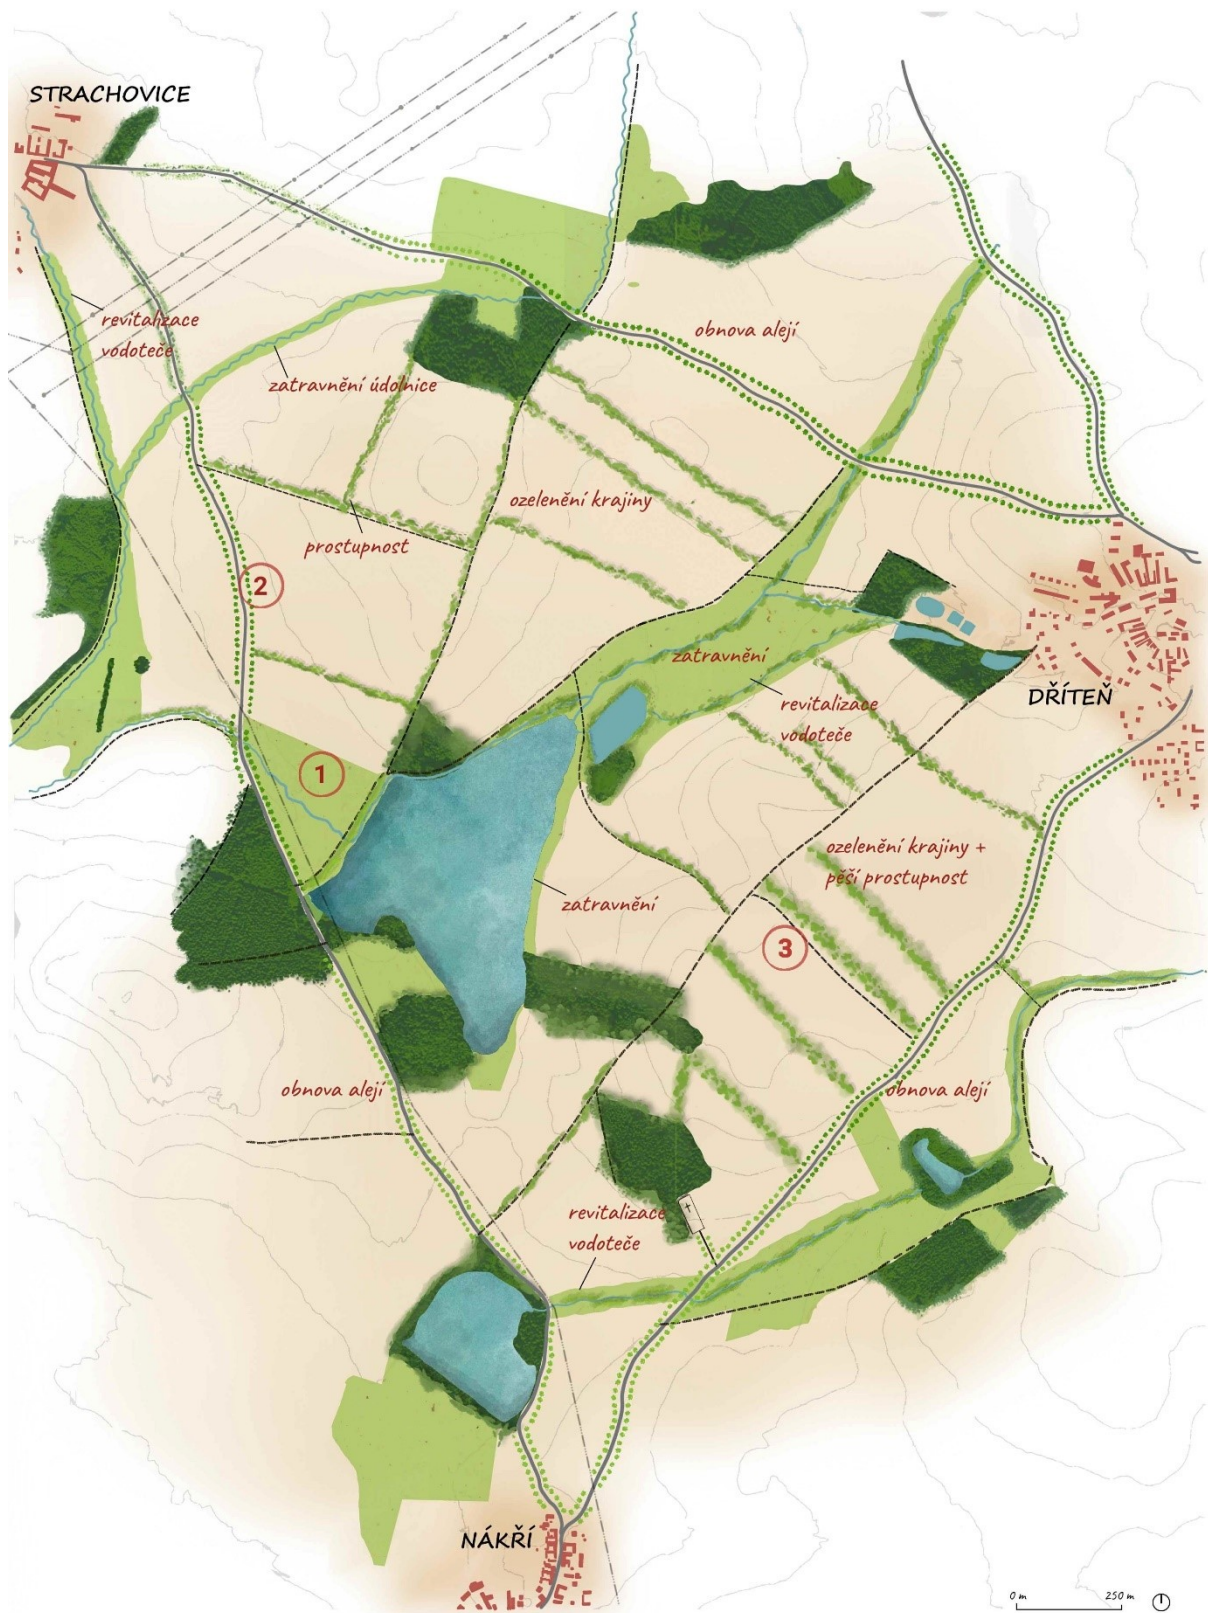 STRACHOVICE
revitalizace
vodoteče
obnova alejí
zatravnění údolnice
ozelenění krajiny
prostupnost
2
zatravnění
DŘÍTEŇ
revitalizace
vodoteče
1
ozelenění krajiny +
pěší prostupnost
zatravnění
3
obnova alejí
obnova alejí
revitalizace
vodoteče
NÁKŘÍ
0 m 250 m